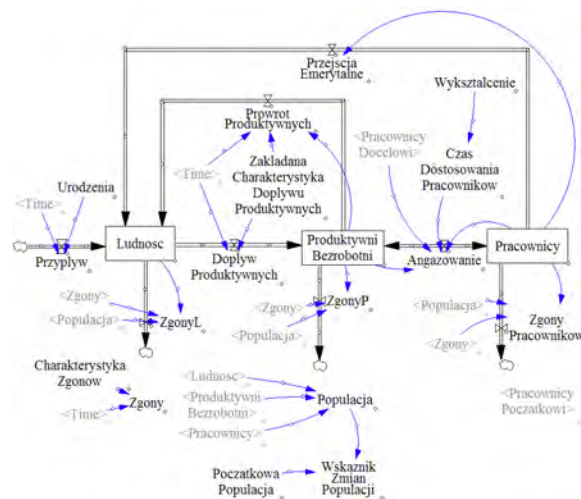 Przejscia
Emerytalne
Wyksztalcenie
Prowrot
Produktywnych
<Pracownicy
Docelowi>
Zakladana
Charakterystyka
Doplywu
Produktywnych
Czas
Dostosowania
Pracownikow
Urodzenia
<Time>
<Time>
Ludnosc
Produktywni
Bezrobotni
Pracownicy
Przyplyw
Doplyw
Produktywnych
Angazowanie
<Zgony>
<Populacja>
ZgonyL
<Zgony>
<Populacja>
ZgonyP
<Populacja>
<Zgony>
Zgony
Pracownikow
Charakterystyka
Zgonow
<Time>
Zgony
<Ludnosc>
<Produktywni
Bezrobotni>
<Pracownicy>
Populacja
<Pracownicy
Poczatkowi>
Poczatkowa
Populacja
Wskaznik
Zmian
Populacji